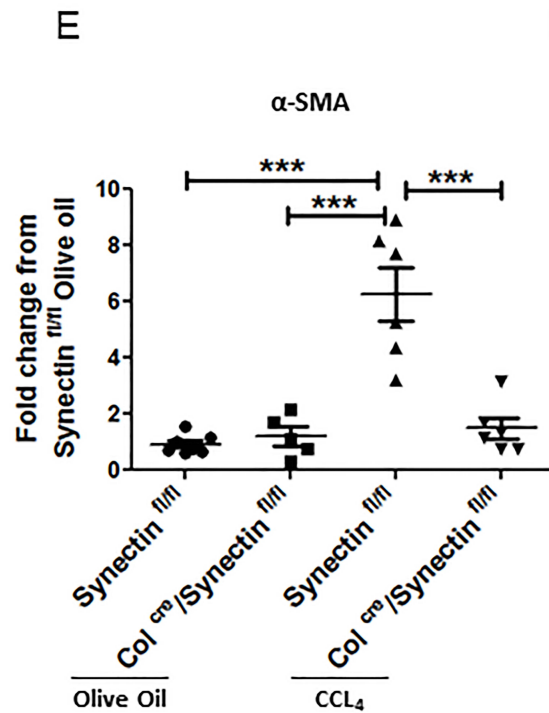 E
α-SMA
***
***
***
Fold change from
Synectin fl/fl Olive oil
10
8
6
4
2
0
Synectin fl/fl
Col cre/Synectin fl/fl
Synectin fl/fl
Col cre/Synectin fl/fl
Olive Oil
CCL₄